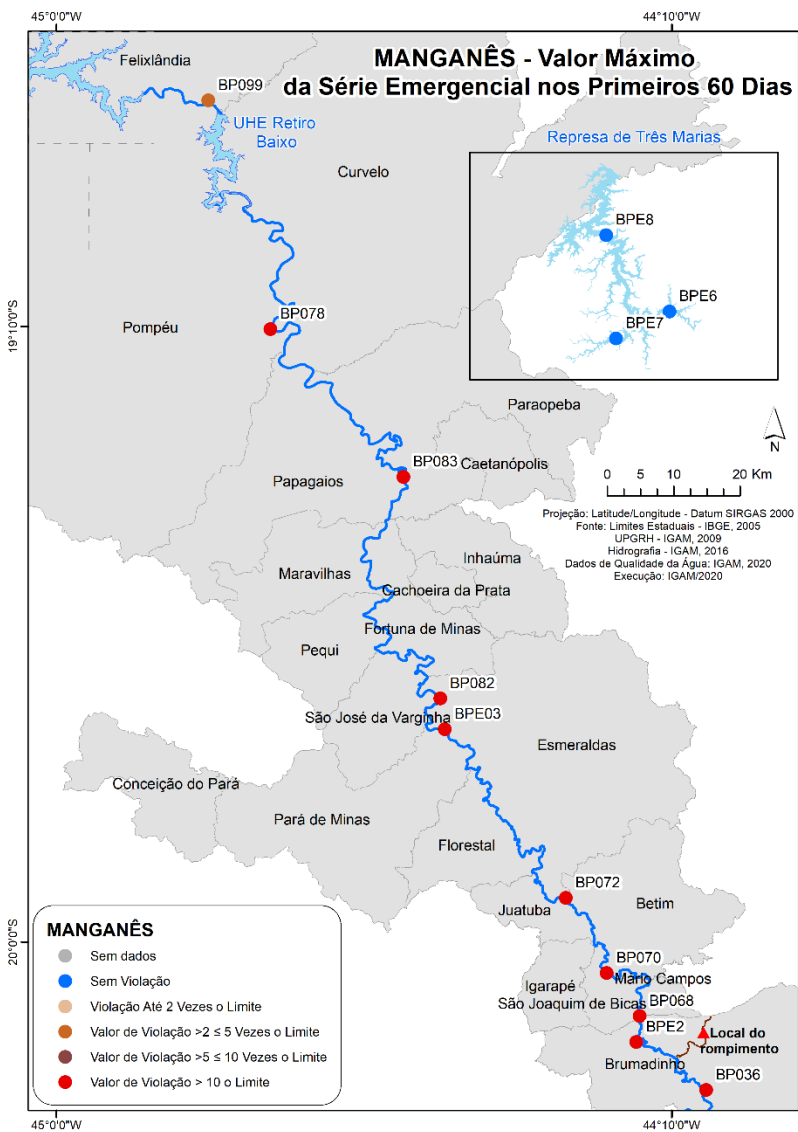 45°0'0"W
44°10'0"W
MANGANÊS - Valor Máximo
da Série Emergencial nos Primeiros 60 Dias
Felixlândia
BP099
UHE Retiro
Baixo
Curvelo
Represa de Três Marias
BPE8
BPE6
BPE7
19°10'0"S
Pompéu
BP078
Paraopeba
BP083
Caetanópolis
Papagaios
N
0 5 10 20 Km
Projeção: Latitude/Longitude - Datum SIRGAS 2000
Fonte: Limites Estaduais - IBGE, 2005
UPGRH - IGAM, 2009
Hidrografia - IGAM, 2016
Dados de Qualidade da Água: IGAM, 2020
Execução: IGAM/2020
Inhaúma
Maravilhas
Cachoeira da Prata
Fortuna de Minas
Pequi
BP082
São José da Varginha
BPE03
Esmeraldas
Conceição do Pará
Pará de Minas
Florestal
BP072
Juatuba
Betim
20°0'0"S
BP070
Igarapé
Mário Campos
São Joaquim de Bicas
BP068
BPE2
Local do
rompimento
Brumadinho
BP036
MANGANÊS
Sem dados
Sem Violação
Violação Até 2 Vezes o Limite
Valor de Violação >2 ≤ 5 Vezes o Limite
Valor de Violação >5 ≤ 10 Vezes o Limite
Valor de Violação > 10 o Limite
45°0'0"W
44°10'0"W